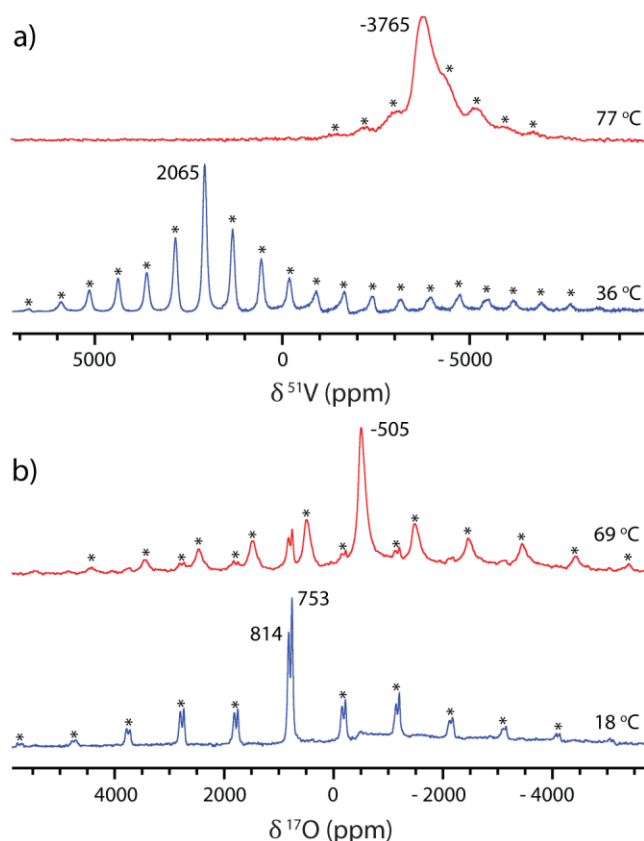 a)
-3765
* * * * * * *
77 °C
2065
* * * * * * * * * * * * * * * * * * *
36 °C
5000 0 - 5000
δ ⁵¹V (ppm)
b)
-505
* * * * * * * * * * * *
69 °C
753
814
* * * * * * * * * * *
18 °C
4000 2000 0 - 2000 - 4000
δ ¹⁷O (ppm)